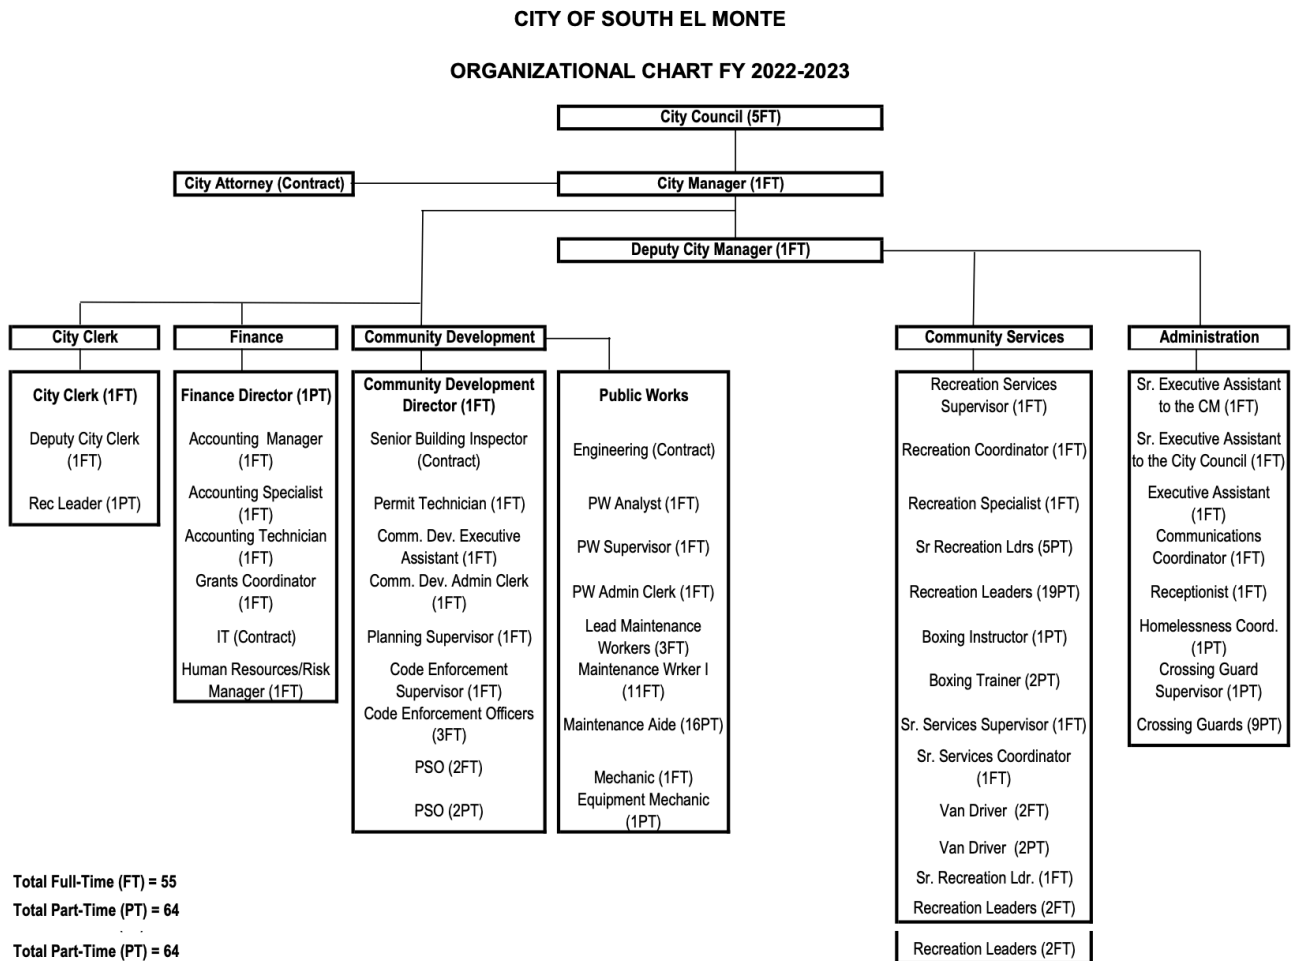 CITY OF SOUTH EL MONTE
ORGANIZATIONAL CHART FY 2022-2023
City Council (5FT)
City Attorney (Contract)
City Manager (1FT)
Deputy City Manager (1FT)
City Clerk
City Clerk (1FT)
Deputy City Clerk
(1FT)
Rec Leader (1PT)
Finance
Finance Director (1PT)
Accounting Manager
(1FT)
Accounting Specialist
(1FT)
Accounting Technician
(1FT)
Grants Coordinator
(1FT)
IT (Contract)
Human Resources/Risk
Manager (1FT)
Community Development
Community Development
Director (1FT)
Senior Building Inspector
(Contract)
Permit Technician (1FT)
Comm. Dev. Executive
Assistant (1FT)
Comm. Dev. Admin Clerk
(1FT)
Planning Supervisor (1FT)
Code Enforcement
Supervisor (1FT)
Code Enforcement Officers
(3FT)
PSO (2FT)
PSO (2PT)
Public Works
Engineering (Contract)
PW Analyst (1FT)
PW Supervisor (1FT)
PW Admin Clerk (1FT)
Lead Maintenance
Workers (3FT)
Maintenance Wrker I
(11FT)
Maintenance Aide (16PT)
Mechanic (1FT)
Equipment Mechanic
(1PT)
Community Services
Recreation Services
Supervisor (1FT)
Recreation Coordinator (1FT)
Recreation Specialist (1FT)
Sr Recreation Ldrs (5PT)
Recreation Leaders (19PT)
Boxing Instructor (1PT)
Boxing Trainer (2PT)
Sr. Services Supervisor (1FT)
Sr. Services Coordinator
(1FT)
Van Driver (2FT)
Van Driver (2PT)
Sr. Recreation Ldr. (1FT)
Recreation Leaders (2FT)
Recreation Leaders (2FT)
Administration
Sr. Executive Assistant
to the CM (1FT)
Sr. Executive Assistant
to the City Council (1FT)
Executive Assistant
(1FT)
Communications
Coordinator (1FT)
Receptionist (1FT)
Homelessness Coord.
(1PT)
Crossing Guard
Supervisor (1PT)
Crossing Guards (9PT)
Total Full-Time (FT) = 55
Total Part-Time (PT) = 64
Total Part-Time (PT) = 64